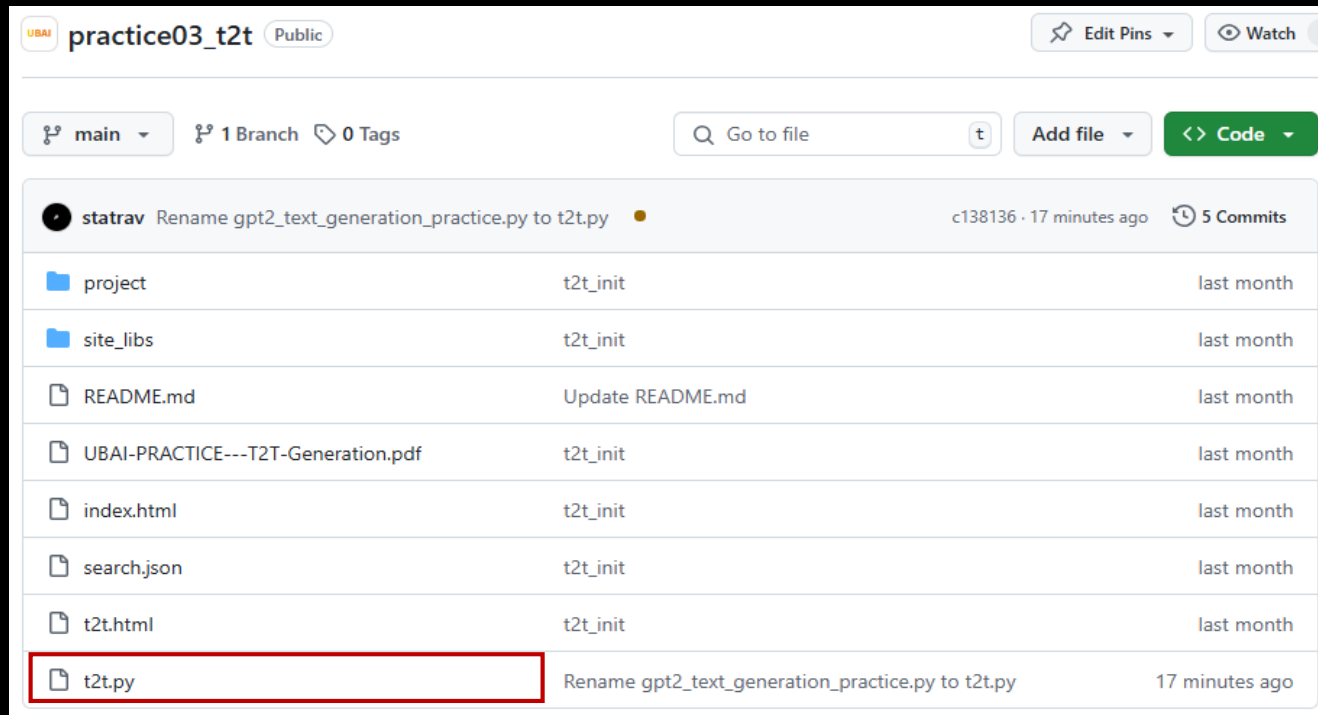 UBAI practice03_t2t Public Edit Pins Watch
main 1 Branch 0 Tags Go to file t Add file <> Code
statrav Rename gpt2_text_generation_practice.py to t2t.py c138136 · 17 minutes ago 5 Commits
project t2t_init last month
site_libs t2t_init last month
README.md Update README.md last month
UBAI-PRACTICE---T2T-Generation.pdf t2t_init last month
index.html t2t_init last month
search.json t2t_init last month
t2t.html t2t_init last month
t2t.py Rename gpt2_text_generation_practice.py to t2t.py 17 minutes ago